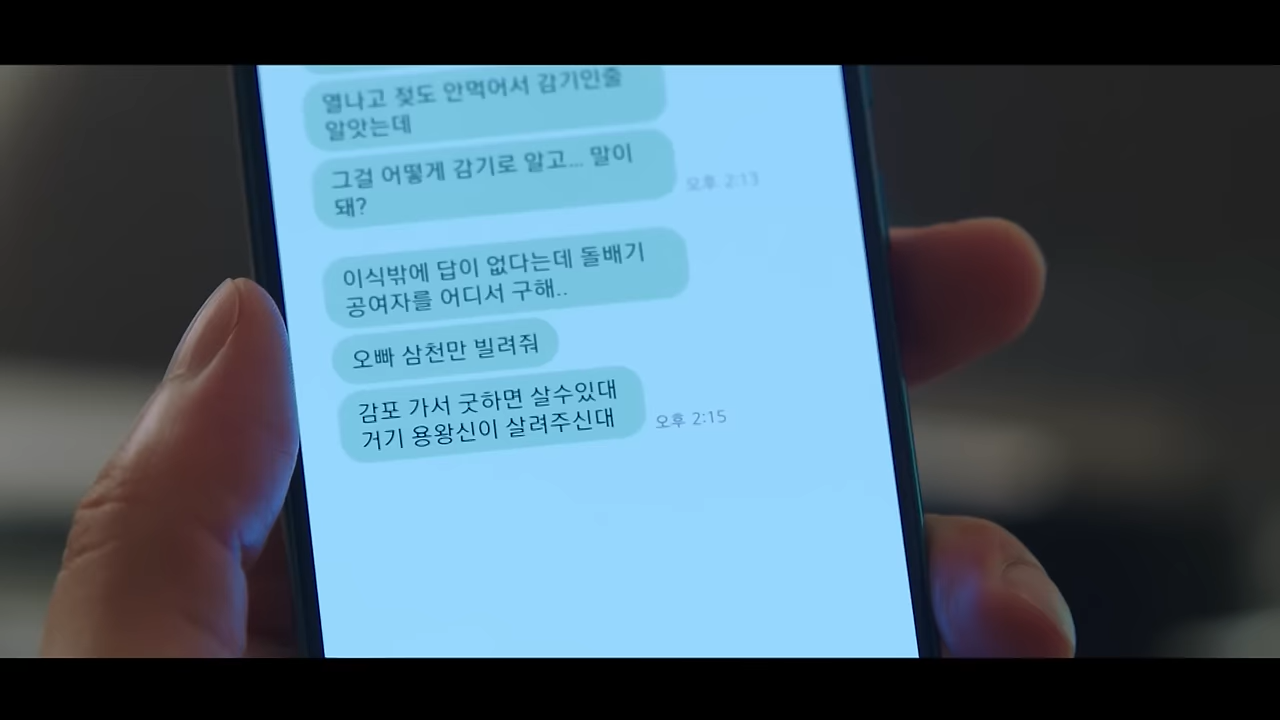 열나고 젖도 안먹어서 감기인줄
알앗는데
그걸 어떻게 감기로 알고... 말이
돼?
오후 2:13
이식밖에 답이 없다는데 돌배기
공여자를 어디서 구해..
오빠 삼천만 빌려줘
감포 가서 굿하면 살수있대
거기 용왕신이 살려주신대
오후 2:15